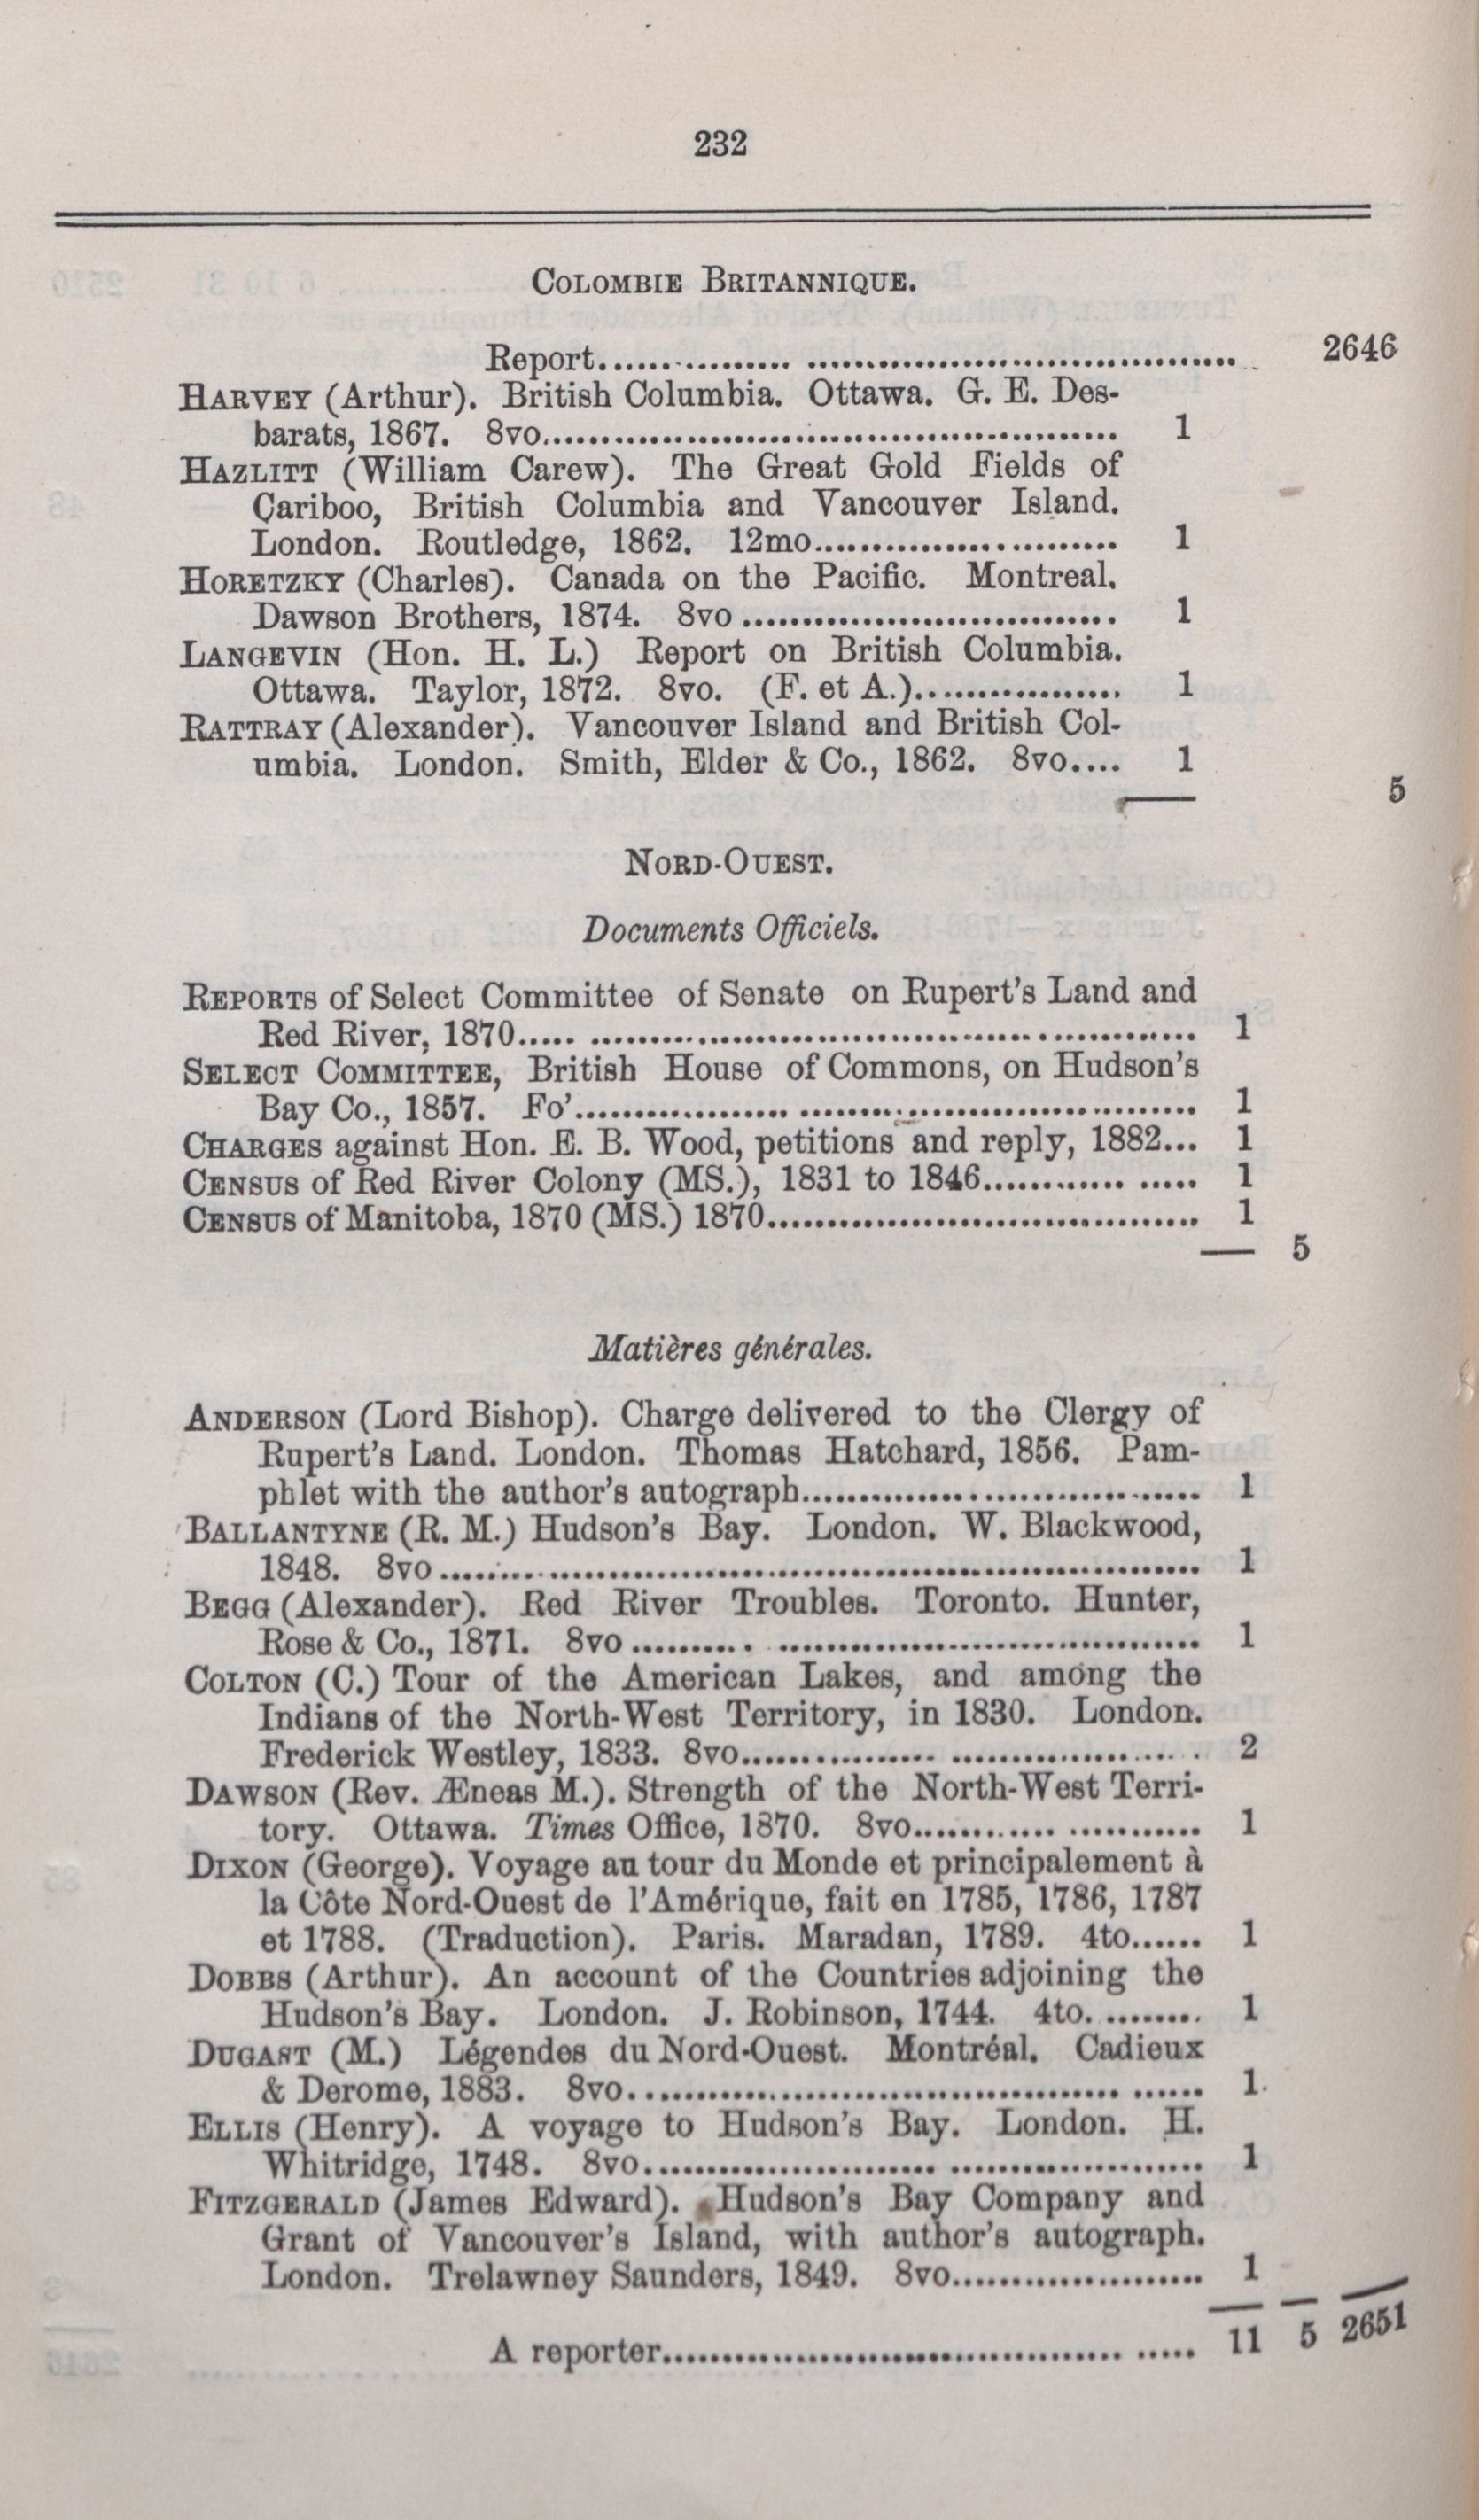 232
COLOMBIE BRITANNIQUE.
Report........................................................ 2646
HARVEY (Arthur). British Columbia. Ottawa. G. E. Des-
barats, 1867. 8vo................................................ 1
HAZLITT (William Carew). The Great Gold Fields of
Cariboo, British Columbia and Vancouver Island.
London. Routledge, 1862. 12mo.......................... 1
HORETZKY (Charles). Canada on the Pacific. Montreal.
Dawson Brothers, 1874. 8vo................................ 1
LANGEVIN (Hon. H. L.) Report on British Columbia.
Ottawa. Taylor, 1872. 8vo. (F. et A.).................. 1
RATTRAY (Alexander). Vancouver Island and British Col-
umbia. London. Smith, Elder & Co., 1862. 8vo.... 1
5
NORD-OUEST.
Documents Officiels.
REPORTS of Select Committee of Senate on Rupert's Land and
Red River, 1870........................................................ 1
SELECT COMMITTEE, British House of Commons, on Hudson's
Bay Co., 1857. Fo'.................................................... 1
CHARGES against Hon. E. B. Wood, petitions and reply, 1882... 1
CENSUS of Red River Colony (MS.), 1831 to 1846.................. 1
CENSUS of Manitoba, 1870 (MS.) 1870..................................... 1
5
Matières générales.
ANDERSON (Lord Bishop). Charge delivered to the Clergy of
Rupert's Land. London. Thomas Hatchard, 1856. Pam-
phlet with the author's autograph.................................. 1
BALLANTYNE (R. M.) Hudson's Bay. London. W. Blackwood,
1848. 8vo.............................................................. 1
BEGG (Alexander). Red River Troubles. Toronto. Hunter,
Rose & Co., 1871. 8vo............................................... 1
COLTON (C.) Tour of the American Lakes, and among the
Indians of the North-West Territory, in 1830. London.
Frederick Westley, 1833. 8vo..................................... 2
DAWSON (Rev. Æneas M.). Strength of the North-West Terri-
tory. Ottawa. Times Office, 1870. 8vo........................ 1
DIXON (George). Voyage au tour du Monde et principalement à
la Côte Nord-Ouest de l'Amérique, fait en 1785, 1786, 1787
et 1788. (Traduction). Paris. Maradan, 1789. 4to...... 1
DOBBS (Arthur). An account of the Countries adjoining the
Hudson's Bay. London. J. Robinson, 1744. 4to.......... 1
DUGAST (M.) Légendes du Nord-Ouest. Montréal. Cadieux
& Derome, 1883. 8vo................................................ 1
ELLIS (Henry). A voyage to Hudson's Bay. London. H.
Whitridge, 1748. 8vo............................................... 1
FITZGERALD (James Edward). Hudson's Bay Company and
Grant of Vancouver's Island, with author's autograph.
London. Trelawney Saunders, 1849. 8vo...................... 1
A reporter............................................. 11 5 2651